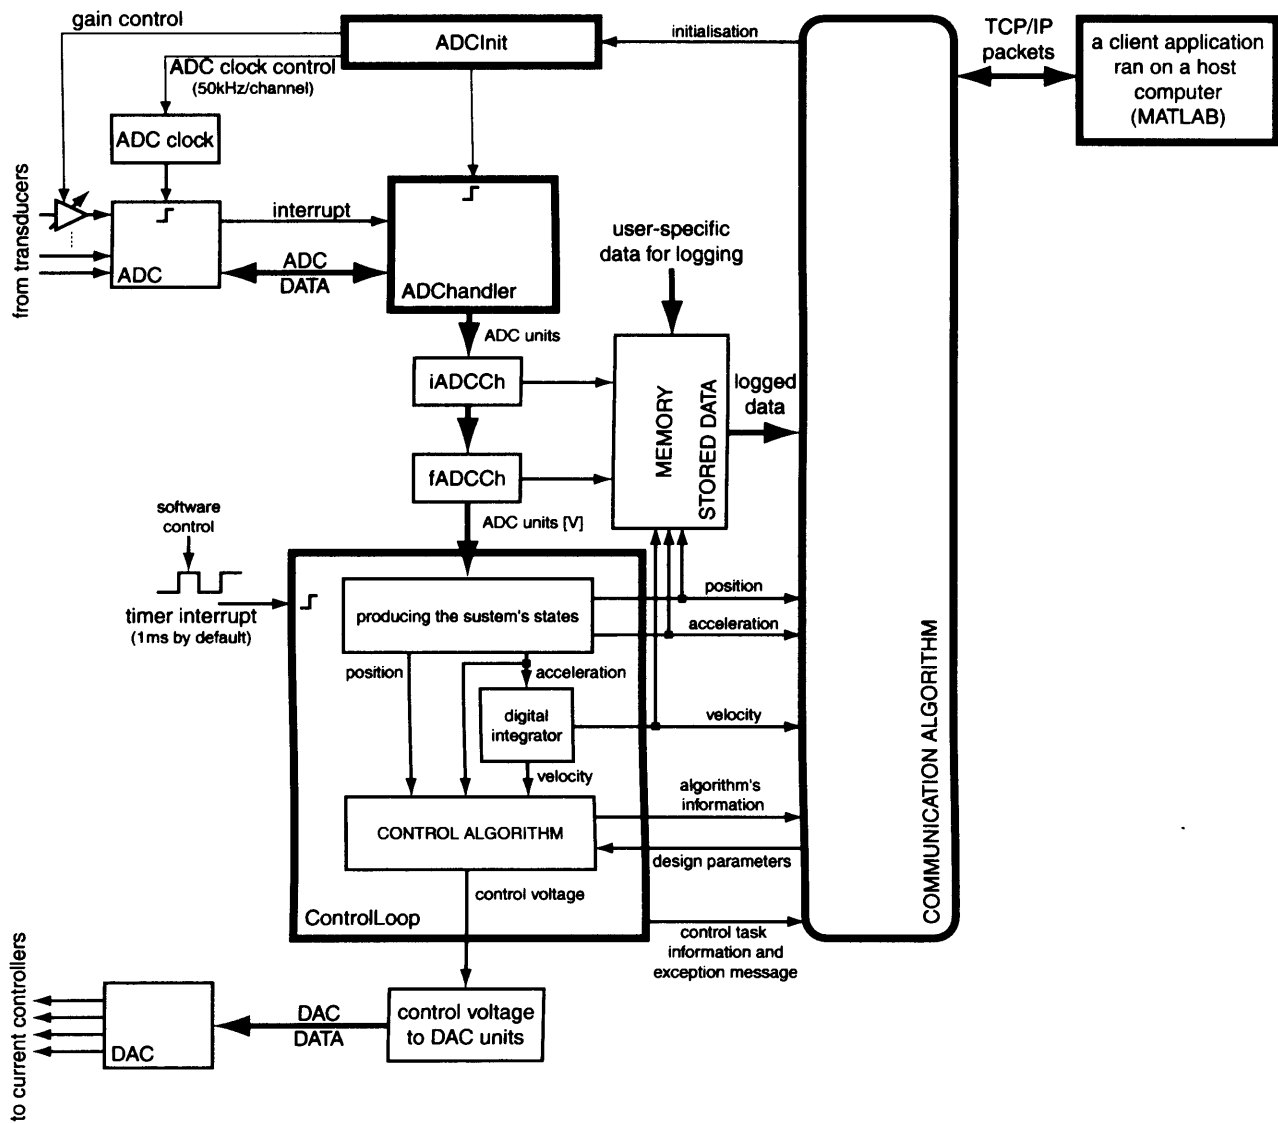 gain control
ADCInit
initialisation
TCP/IP
packets
a client application
ran on a host
computer
(MATLAB)
ADC clock control
(50kHz/channel)
ADC clock
from transducers
interrupt
ADC
DATA
ADC
ADChandler
user-specific
data for logging
ADC units
iADCCh
MEMORY
STORED DATA
logged
data
fADCCh
ADC units [V]
software
control
timer interrupt
(1ms by default)
producing the sustem's states
position
acceleration
position
acceleration
digital
integrator
velocity
velocity
algorithm's
information
CONTROL ALGORITHM
design parameters
control voltage
ControlLoop
control task
information and
exception message
COMMUNICATION ALGORITHM
to current controllers
DAC
DAC
DATA
control voltage
to DAC units